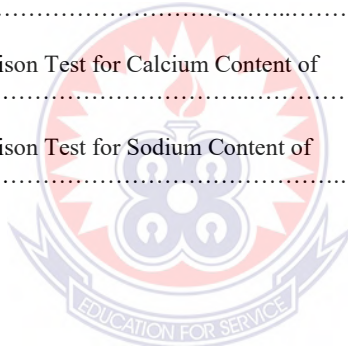 ……………………………..……
ison Test for Calcium Content of
…………………………..…………
ison Test for Sodium Content of
………………………….………..
EDUCATION FOR SERVICE